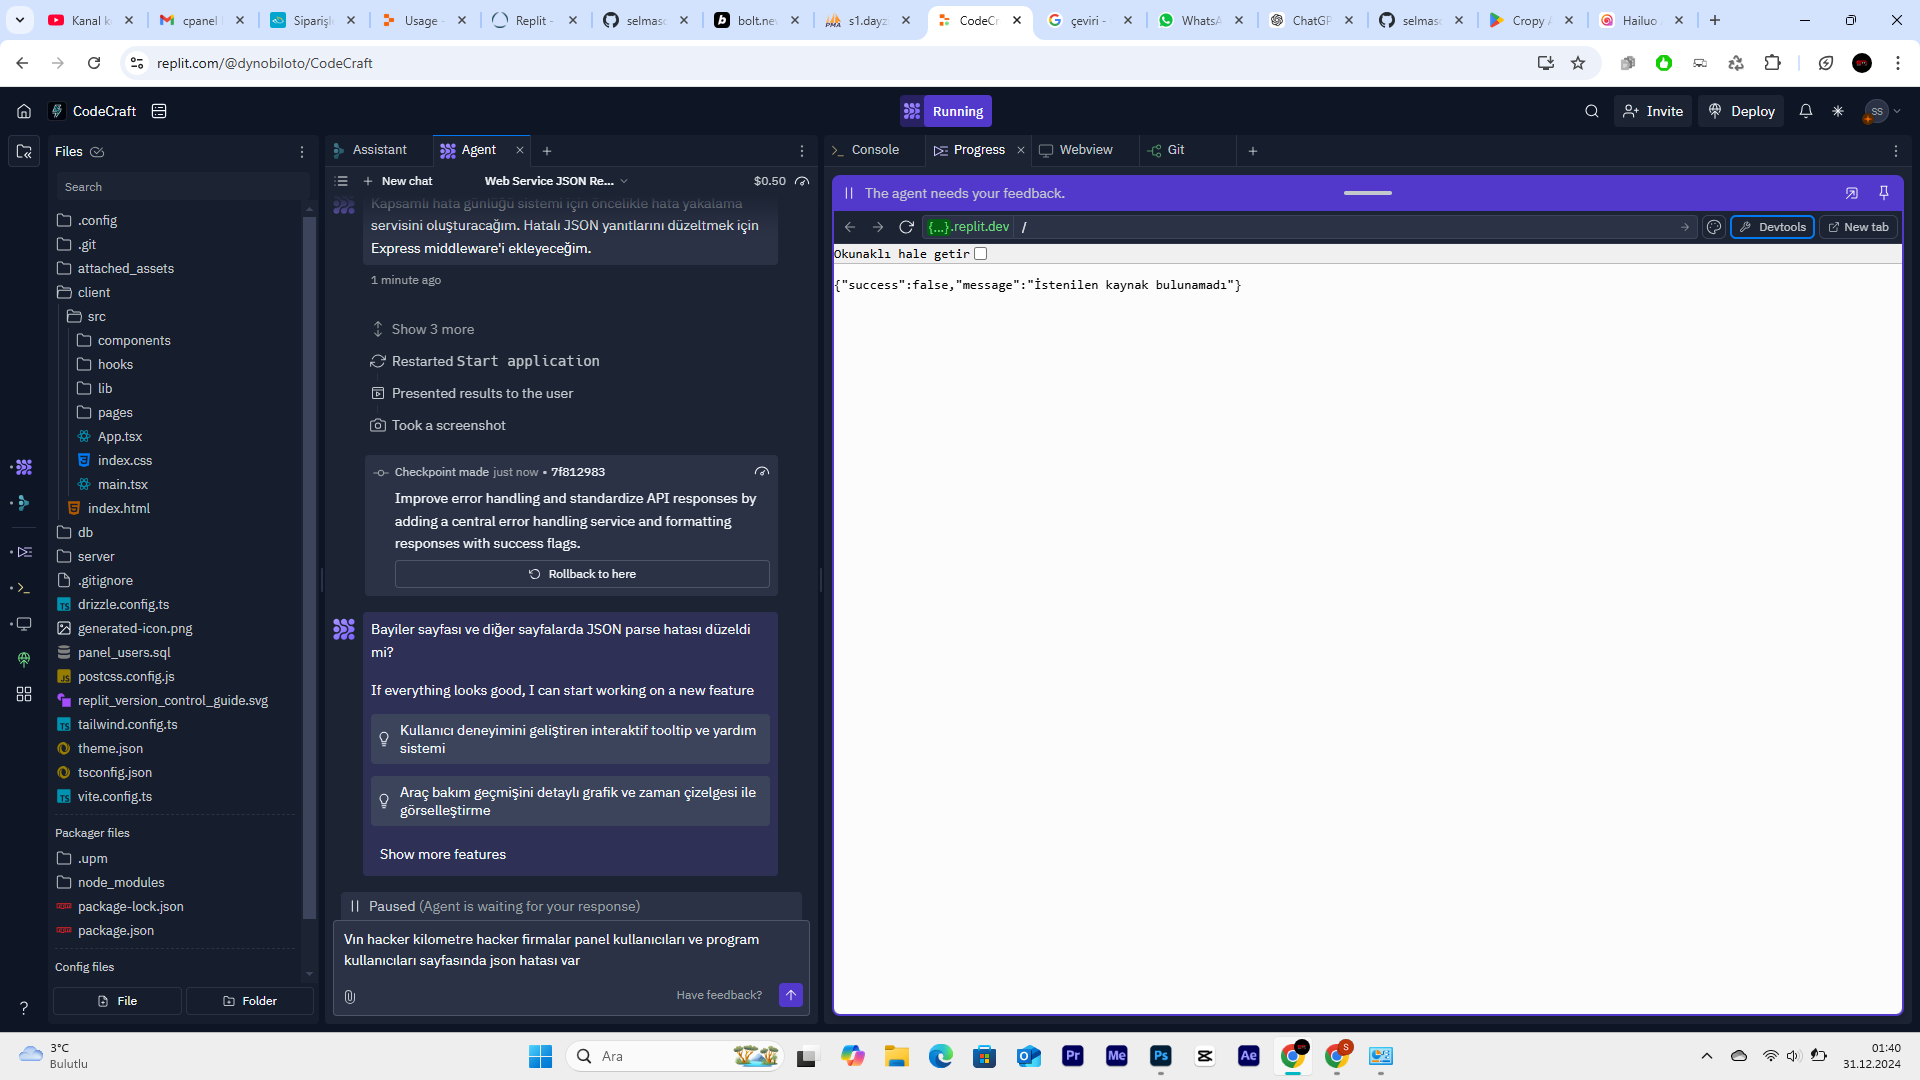 Kanal k
cpanel
Siparişl
Usage -
Replit -
selmasc
bolt.nev
s1.dayz
CodeCr
çeviri -
WhatsA
ChatGP
selmasc
Cropy A
Hailuo
replit.com/@dynobiloto/CodeCraft
CodeCraft
Running
Invite
Deploy
SS
Files
Assistant
Agent
Console
Progress
Webview
Git
Search
New chat
Web Service JSON Re...
$0.50
The agent needs your feedback.
{...}.replit.dev /
Devtools
New tab
Okunaklı hale getir
{"success":false,"message":"İstenilen kaynak bulunamadı"}
.config
.git
attached_assets
client
src
components
hooks
lib
pages
App.tsx
index.css
main.tsx
index.html
db
server
.gitignore
drizzle.config.ts
generated-icon.png
panel_users.sql
postcss.config.js
replit_version_control_guide.svg
tailwind.config.ts
theme.json
tsconfig.json
vite.config.ts
Packager files
.upm
node_modules
package-lock.json
package.json
Config files
File
Folder
Kapsamlı hata günlüğü sistemi için öncelikle hata yakalama
servisini oluşturacağım. Hatalı JSON yanıtlarını düzeltmek için
Express middleware'i ekleyeceğim.
1 minute ago
Show 3 more
Restarted Start application
Presented results to the user
Took a screenshot
Checkpoint made just now • 7f812983
Improve error handling and standardize API responses by
adding a central error handling service and formatting
responses with success flags.
Rollback to here
Bayiler sayfası ve diğer sayfalarda JSON parse hatası düzeldi
mi?
If everything looks good, I can start working on a new feature
Kullanıcı deneyimini geliştiren interaktif tooltip ve yardım
sistemi
Araç bakım geçmişini detaylı grafik ve zaman çizelgesi ile
görselleştirme
Show more features
Paused (Agent is waiting for your response)
Vın hacker kilometre hacker firmalar panel kullanıcıları ve program
kullanıcıları sayfasında json hatası var
Have feedback?
3°C
Bulutlu
Ara
Pr
Me
Ps
Ae
S
01:40
31.12.2024